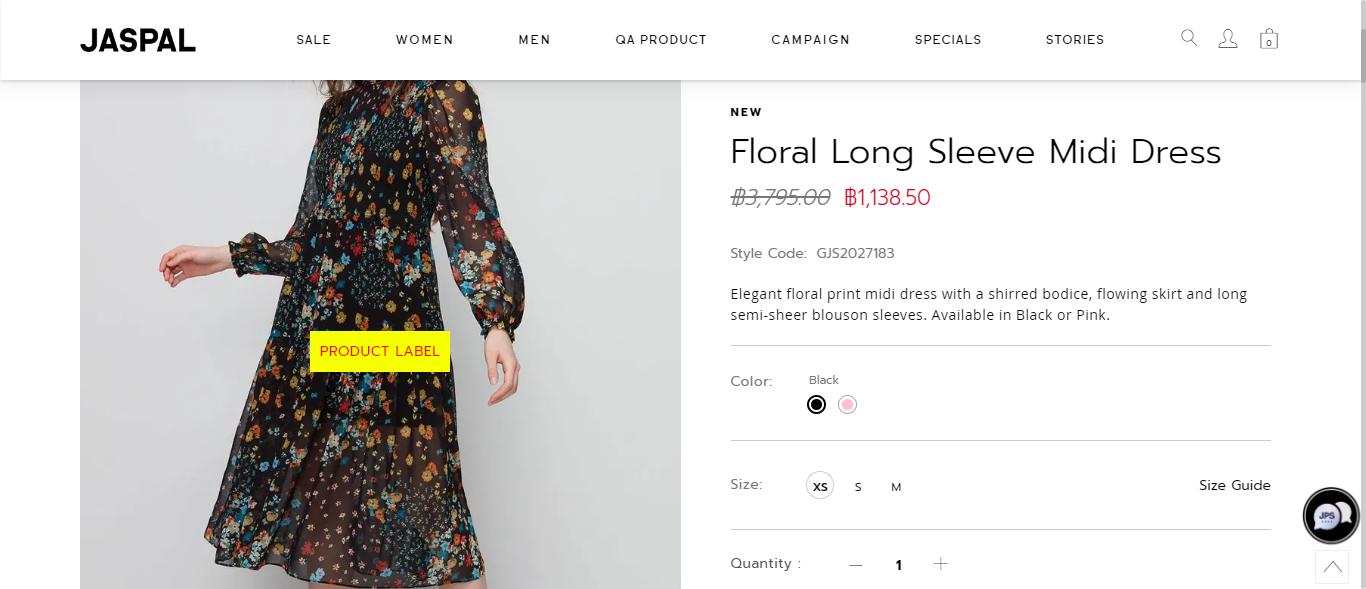 JASPAL
SALE
WOMEN
MEN
QA PRODUCT
CAMPAIGN
SPECIALS
STORIES
0
NEW
Floral Long Sleeve Midi Dress
฿3,795.00 ฿1,138.50
Style Code: GJS2027183
Elegant floral print midi dress with a shirred bodice, flowing skirt and long
semi-sheer blouson sleeves. Available in Black or Pink.
PRODUCT LABEL
Color: Black
Size: XS S M Size Guide
JPS
Quantity : — 1 +